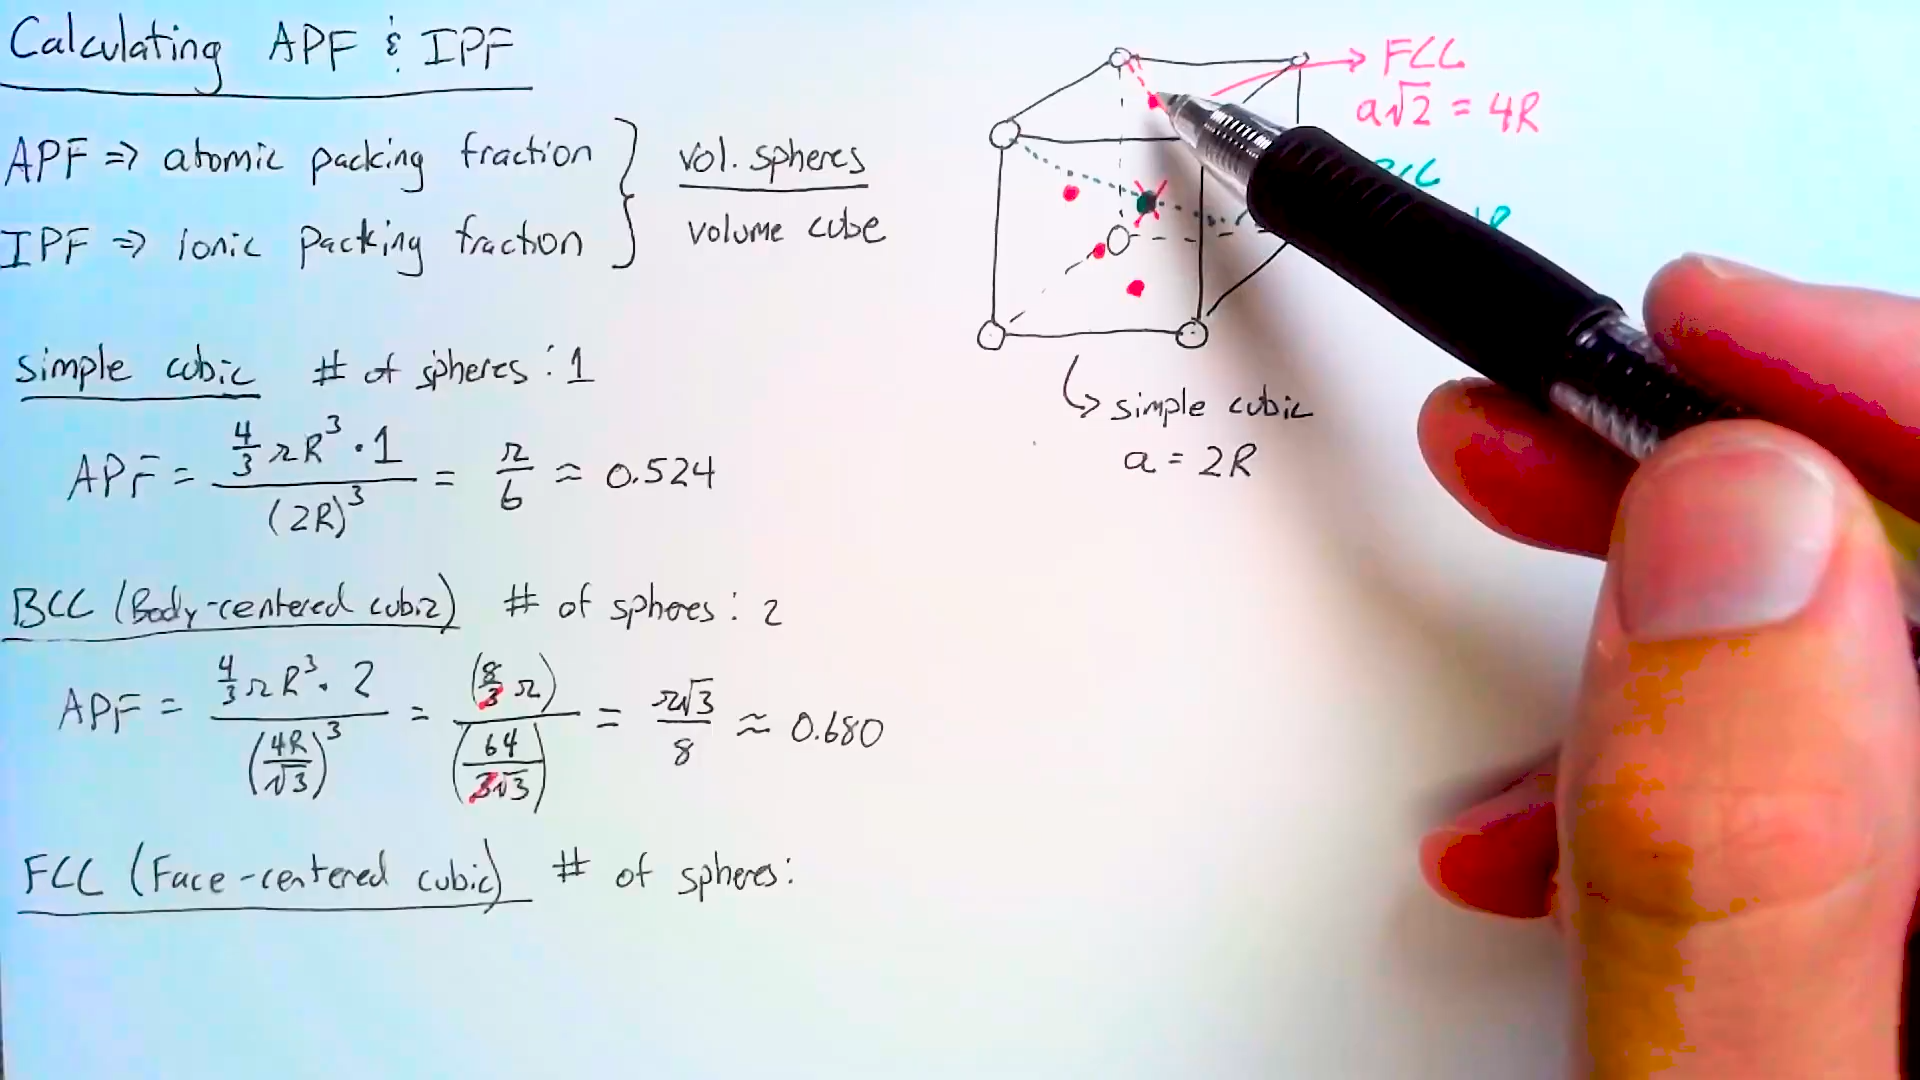 Calculating APF & IPF
APF ⇒ atomic packing fraction
IPF ⇒ ionic packing fraction
vol. spheres
volume cube
simple cubic # of spheres : 1
APF = 4/3 πR³ · 1 / (2R)³ = π/6 ≈ 0.524
BCC (Body-centered cubic) # of spheres : 2
APF = 4/3 πR³ · 2 / (4R/√3)³ = (8/3 π) / (64/3√3) = π√3/8 ≈ 0.680
FCC (Face-centered cubic) # of spheres:
FCC
a√2 = 4R
simple cubic
a = 2R